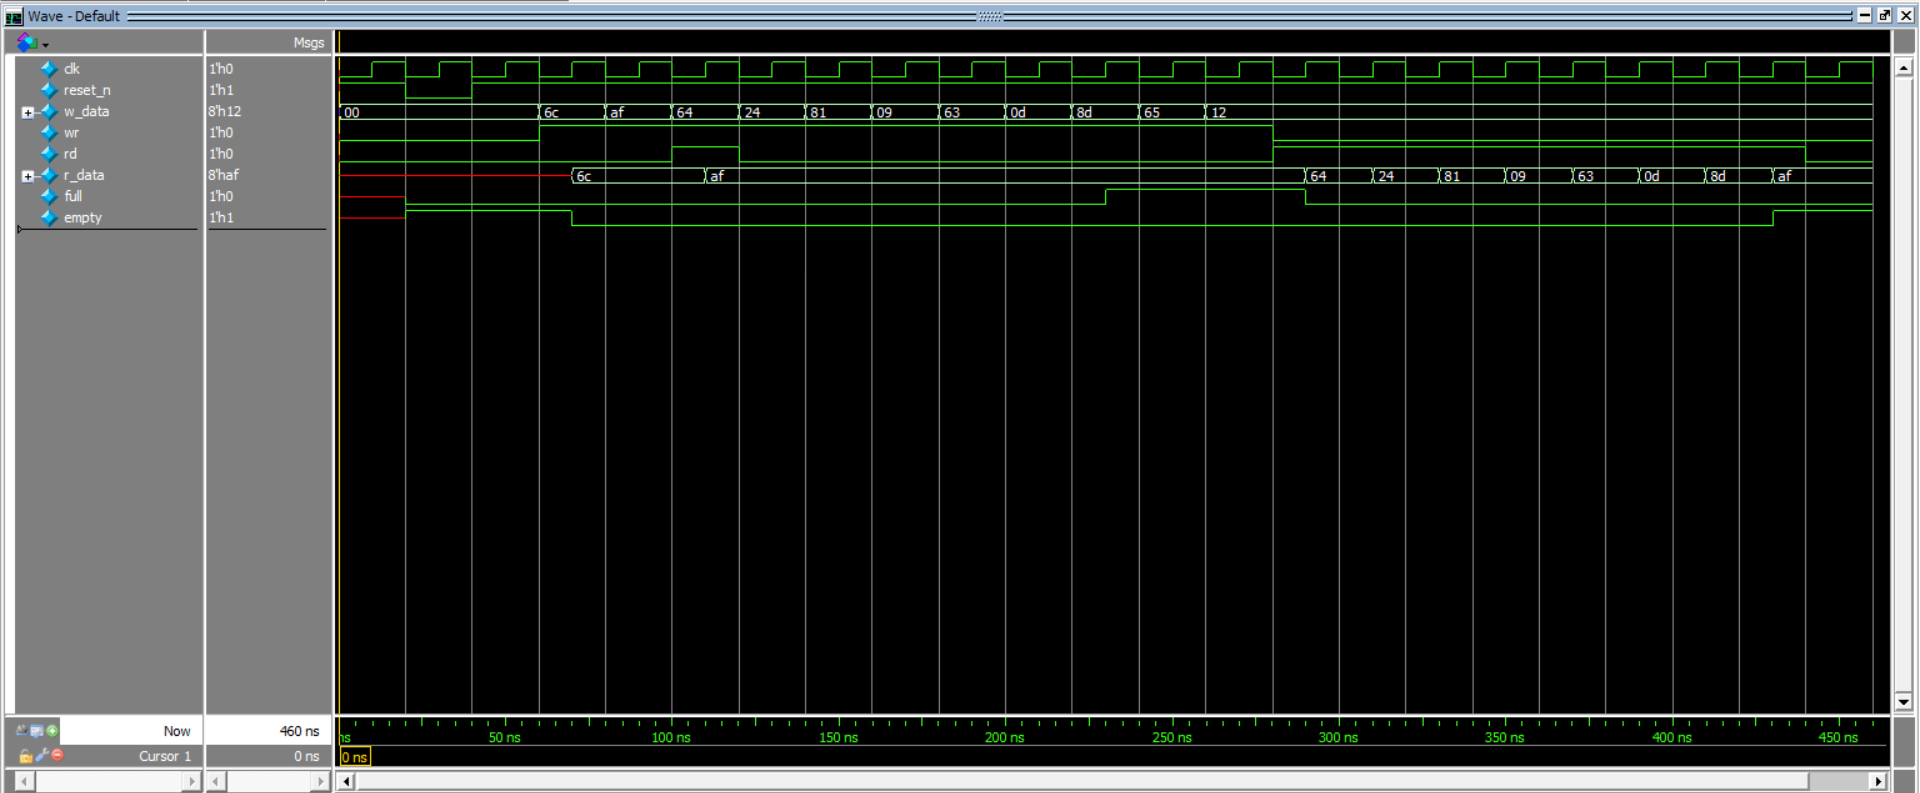 Wave - Default
Msgs
clk 1'h0
reset_n 1'h1
w_data 8'h12 00 6c af 64 24 81 09 63 0d 8d 65 12
wr 1'h0
rd 1'h0
r_data 8'haf 6c af 64 24 81 09 63 0d 8d af
full 1'h0
empty 1'h1
Now 460 ns ns 50 ns 100 ns 150 ns 200 ns 250 ns 300 ns 350 ns 400 ns 450 ns
Cursor 1 0 ns 0 ns